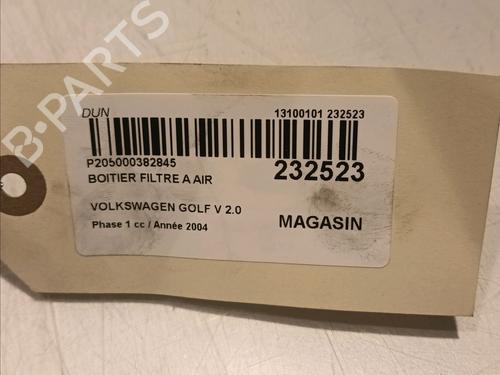 B-PARTS
DUN 13100101 232523
P205000382845
232523
BOITIER FILTRE A AIR
VOLKSWAGEN GOLF V 2.0
MAGASIN
Phase 1 cc / Année 2004